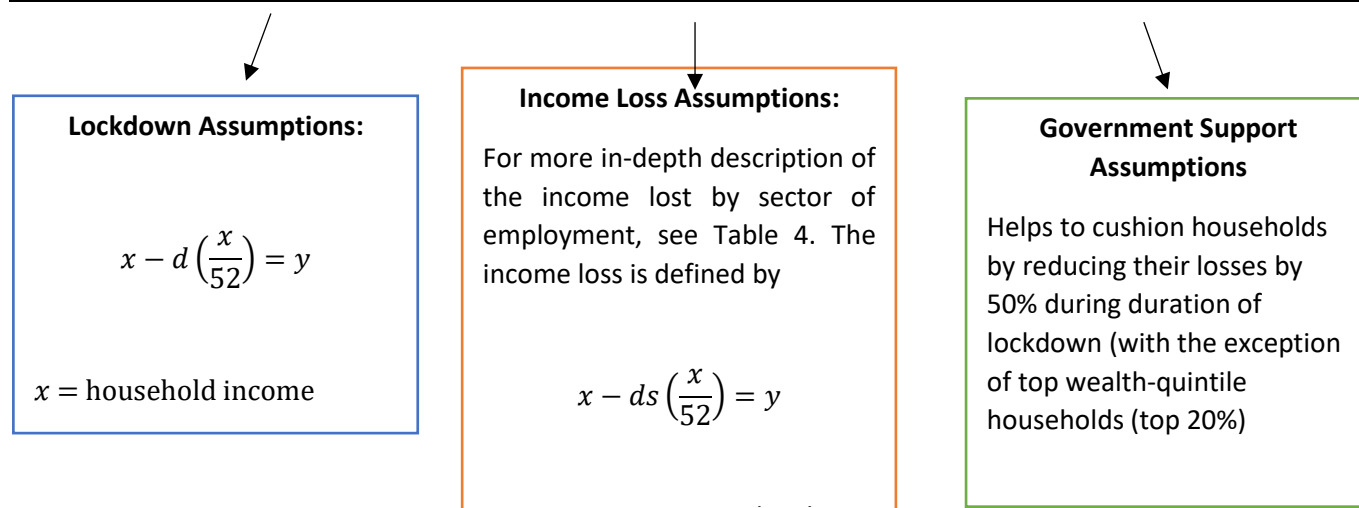 Lockdown Assumptions:
x − d (x/52) = y
x = household income
Income Loss Assumptions:
For more in-depth description of
the income lost by sector of
employment, see Table 4. The
income loss is defined by
x − ds (x/52) = y
Government Support
Assumptions
Helps to cushion households
by reducing their losses by
50% during duration of
lockdown (with the exception
of top wealth-quintile
households (top 20%)